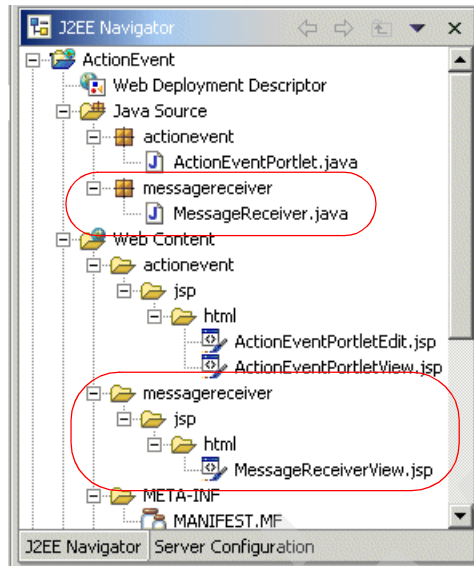 J2EE Navigator
ActionEvent
Web Deployment Descriptor
Java Source
actionevent
ActionEventPortlet.java
messagereceiver
MessageReceiver.java
Web Content
actionevent
jsp
html
ActionEventPortletEdit.jsp
ActionEventPortletView.jsp
messagereceiver
jsp
html
MessageReceiverView.jsp
META-INF
MANIFEST.MF
J2EE Navigator Server Configuration